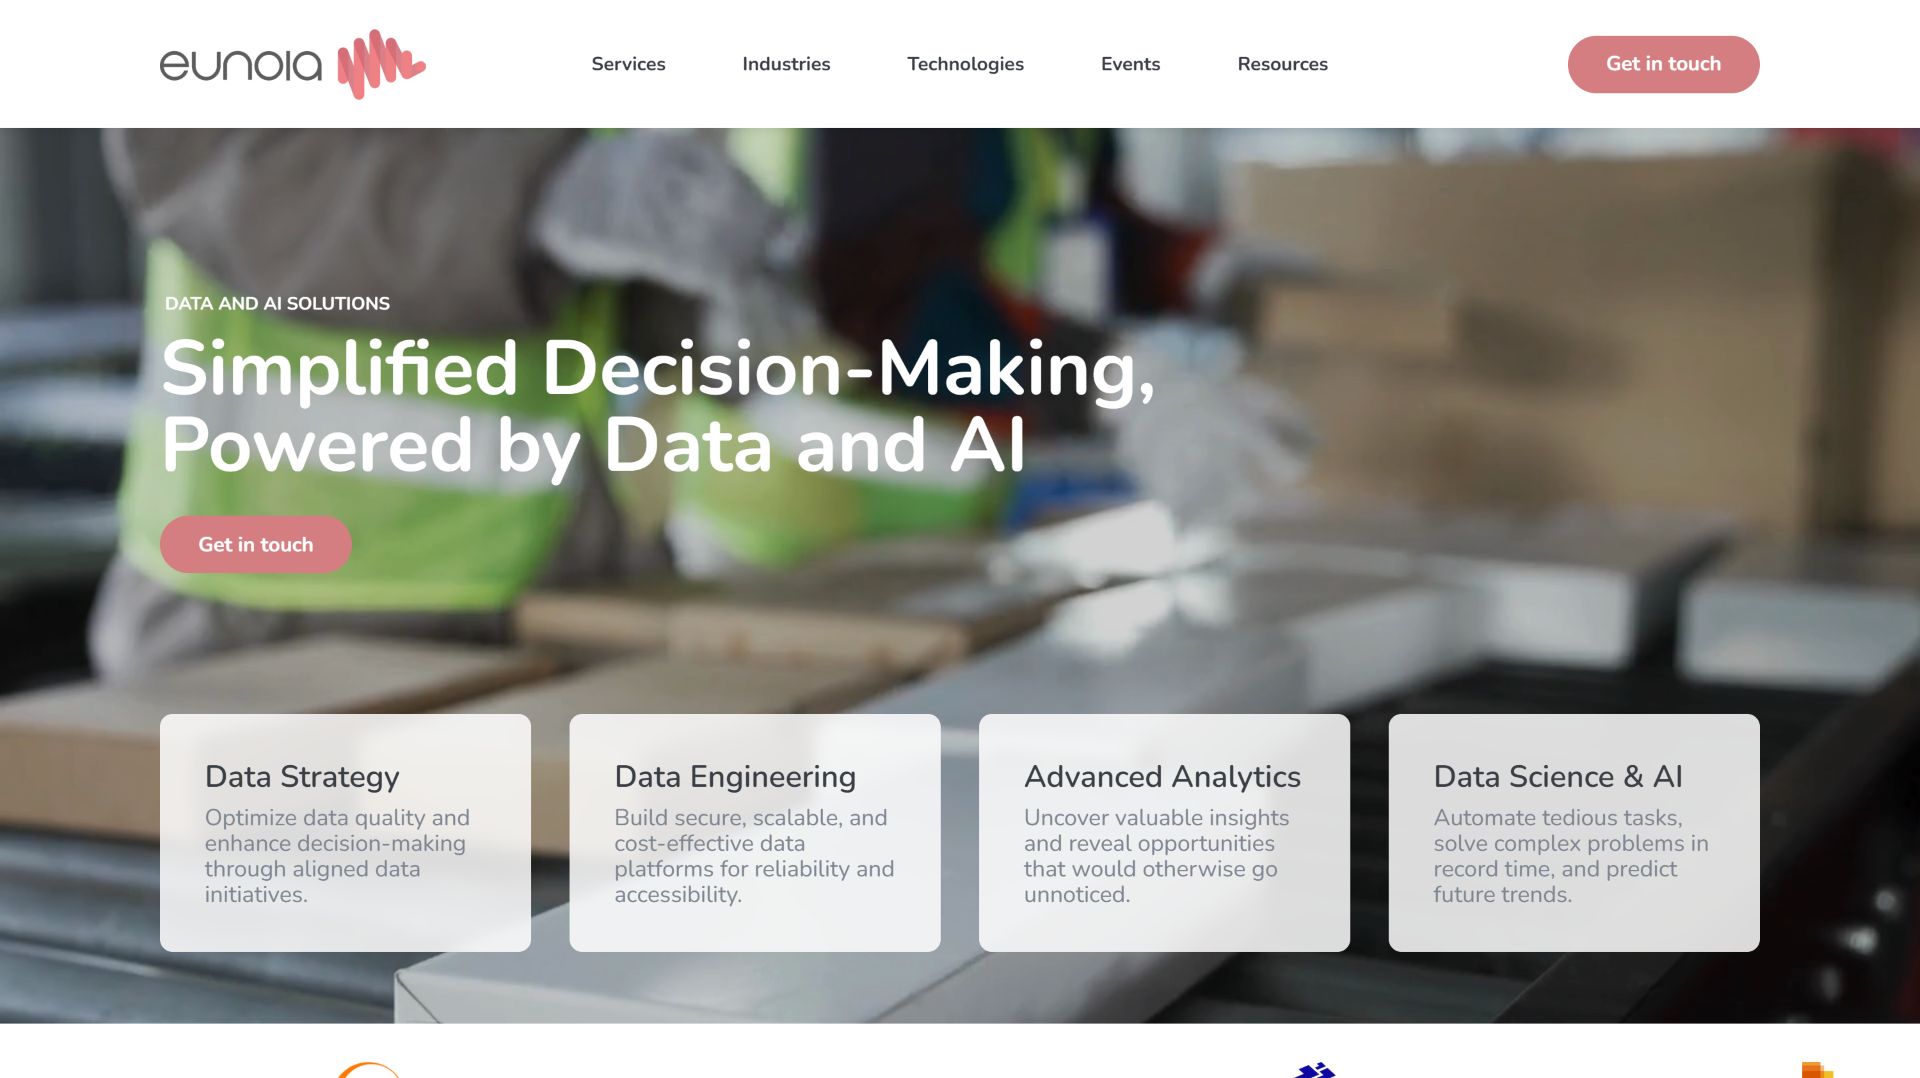 eunoia
Services
Industries
Technologies
Events
Resources
Get in touch
DATA AND AI SOLUTIONS
Simplified Decision-Making,
Powered by Data and AI
Get in touch
Data Strategy
Optimize data quality and
enhance decision-making
through aligned data
initiatives.
Data Engineering
Build secure, scalable, and
cost-effective data
platforms for reliability and
accessibility.
Advanced Analytics
Uncover valuable insights
and reveal opportunities
that would otherwise go
unnoticed.
Data Science & AI
Automate tedious tasks,
solve complex problems in
record time, and predict
future trends.